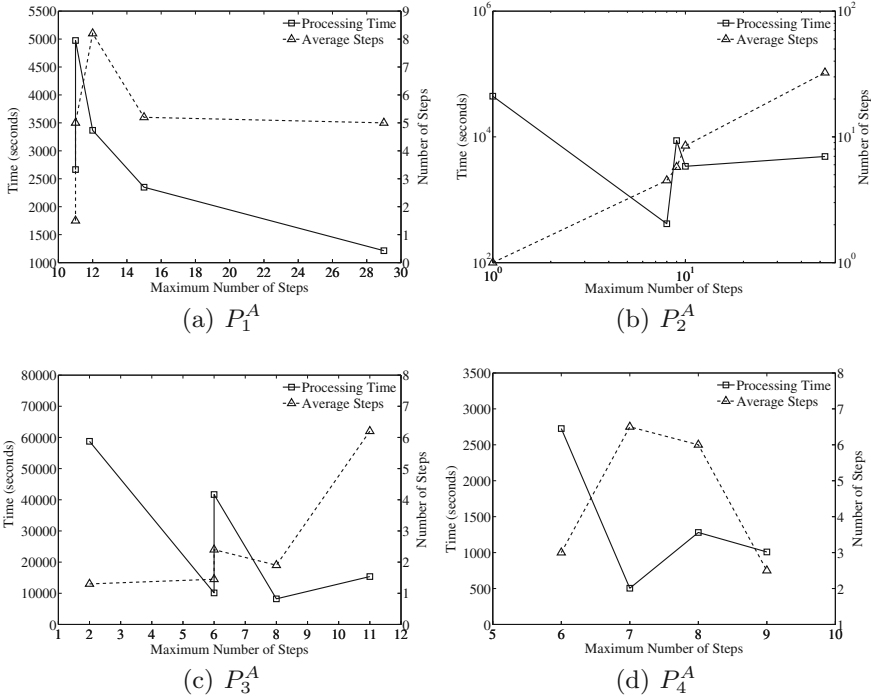 5500
5000
4500
4000
3500
3000
2500
2000
1500
1000
Time (seconds)
9
8
7
6
5
4
3
2
1
0
Number of Steps
Processing Time
Average Steps
10 12 14 16 18 20 22 24 26 28 30
Maximum Number of Steps
(a) P_1^A
10^6
10^4
10^2
Time (seconds)
10^2
10^1
10^0
Number of Steps
Processing Time
Average Steps
10^0 10^1
Maximum Number of Steps
(b) P_2^A
80000
70000
60000
50000
40000
30000
20000
10000
0
Time (seconds)
8
7
6
5
4
3
2
1
0
Number of Steps
Processing Time
Average Steps
1 2 3 4 5 6 7 8 9 10 11 12
Maximum Number of Steps
(c) P_3^A
3500
3000
2500
2000
1500
1000
500
0
Time (seconds)
8
7
6
5
4
3
2
1
Number of Steps
Processing Time
Average Steps
5 6 7 8 9 10
Maximum Number of Steps
(d) P_4^A